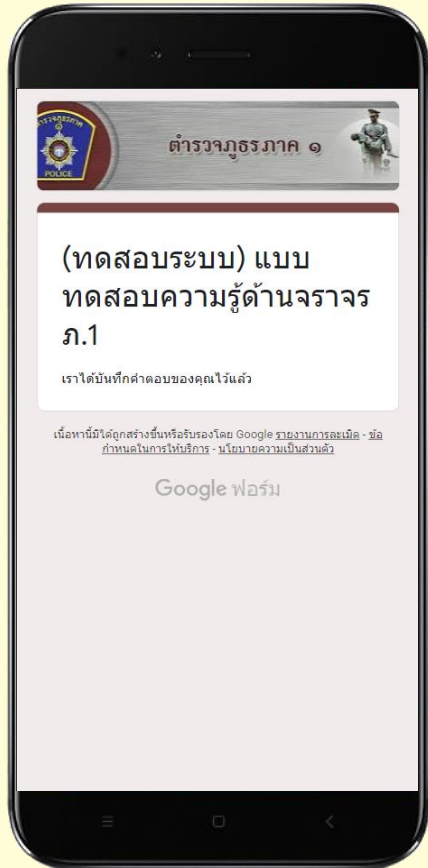 ตำรวจภูธรภาค ๑
POLICE
(ทดสอบระบบ) แบบ
ทดสอบความรู้ด้านจราจร
ภ.1
เราได้บันทึกคำตอบของคุณไว้แล้ว
เนื้อหานี้มิได้ถูกสร้างขึ้นหรือรับรองโดย Google รายงานการละเมิด - ข้อ
กำหนดในการให้บริการ - นโยบายความเป็นส่วนตัว
Google ฟอร์ม